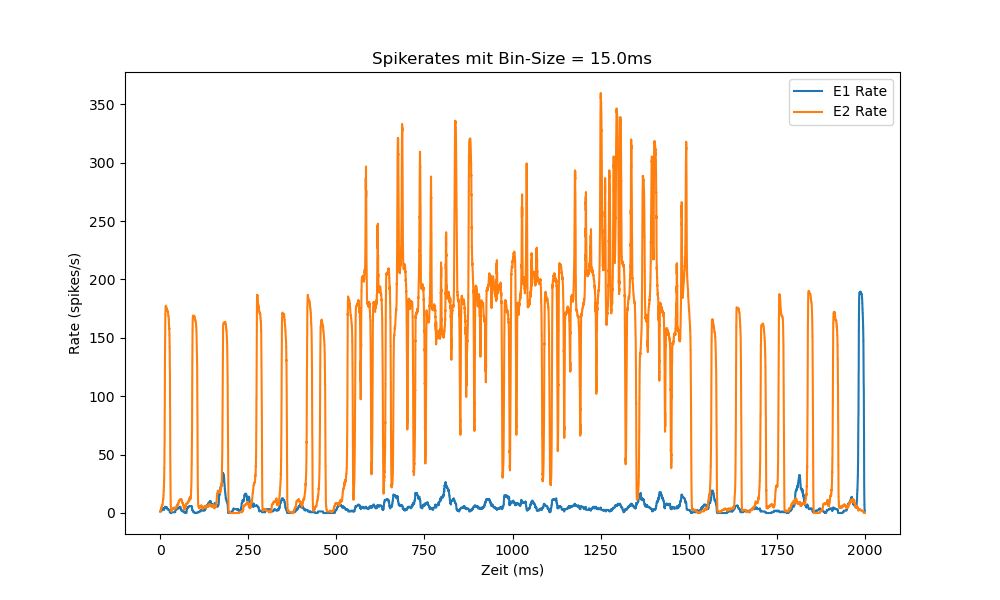 Spikerates mit Bin-Size = 15.0ms
E1 Rate
E2 Rate
Rate (spikes/s)
350
300
250
200
150
100
50
0
0 250 500 750 1000 1250 1500 1750 2000
Zeit (ms)